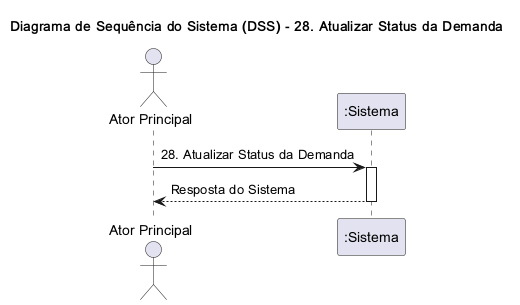 Diagrama de Sequência do Sistema (DSS) - 28. Atualizar Status da Demanda
Ator Principal
:Sistema
28. Atualizar Status da Demanda
Resposta do Sistema
Ator Principal
:Sistema